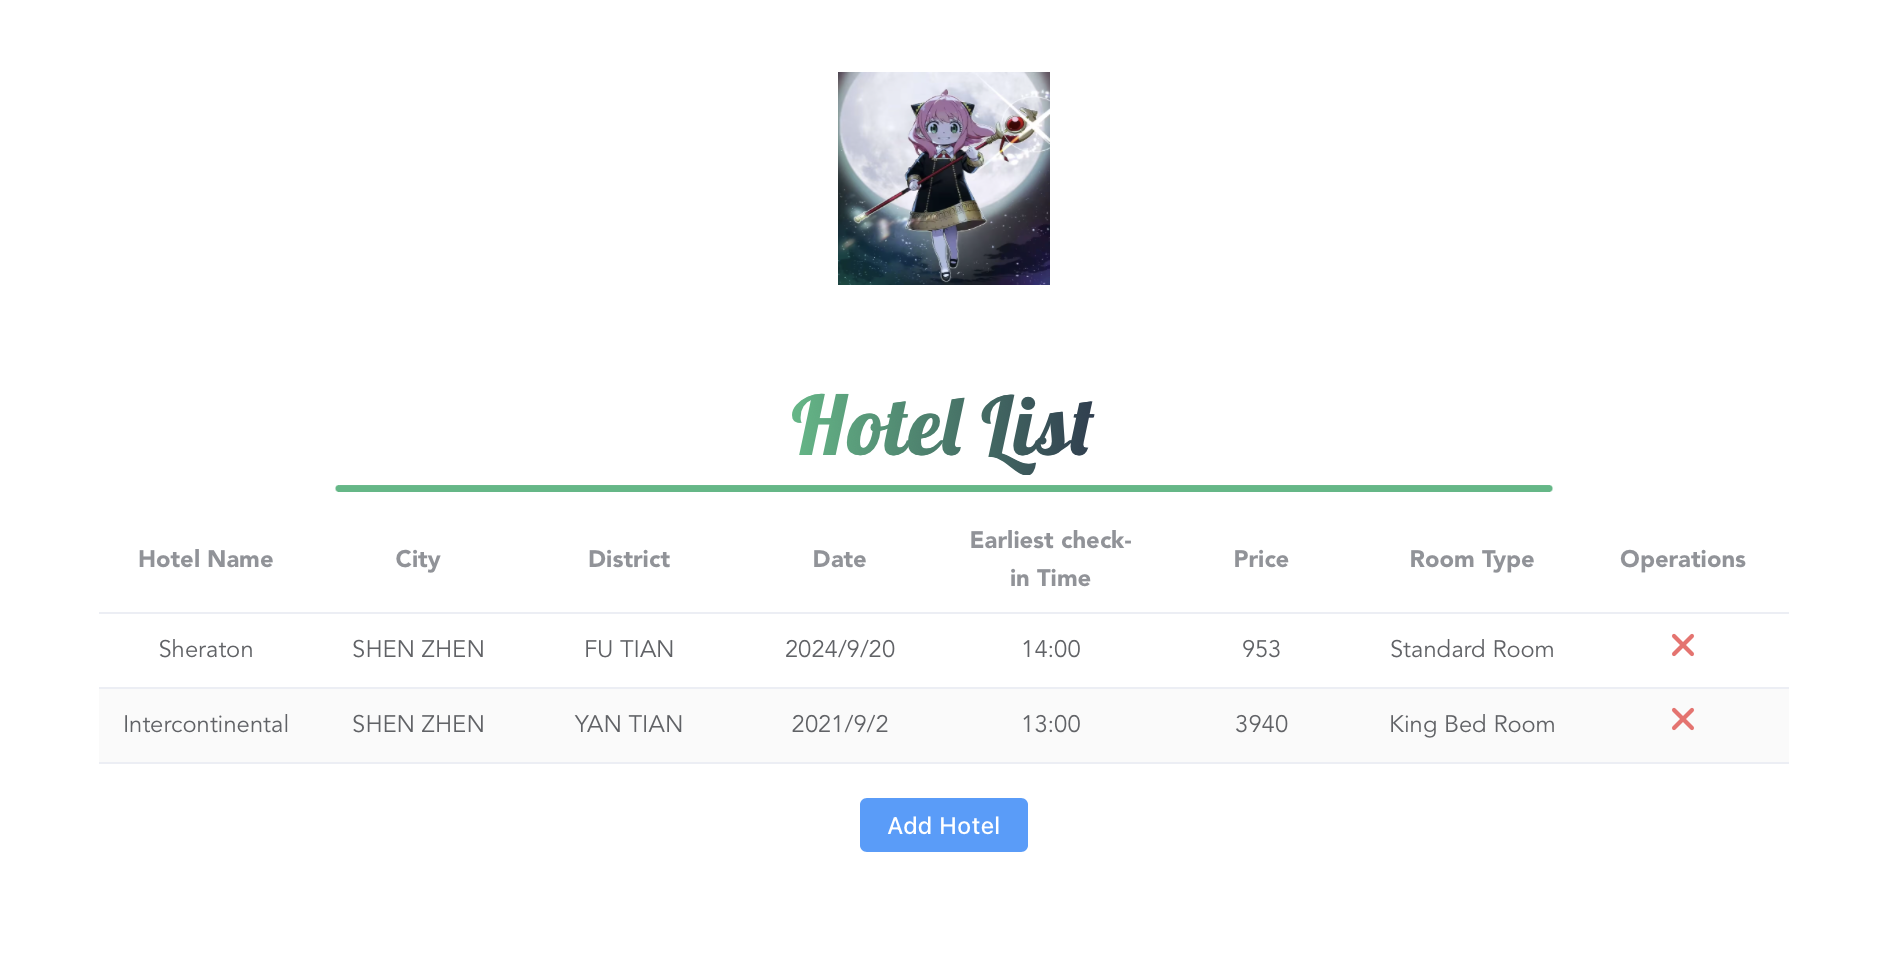 Hotel List
Hotel Name City District Date Earliest check-
in Time Price Room Type Operations
Sheraton SHEN ZHEN FU TIAN 2024/9/20 14:00 953 Standard Room
Intercontinental SHEN ZHEN YAN TIAN 2021/9/2 13:00 3940 King Bed Room
Add Hotel